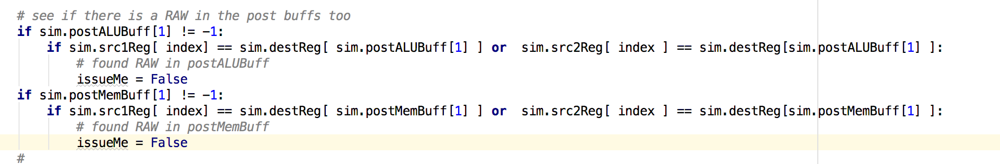 # see if there is a RAW in the post buffs too
if sim.postALUBuff[1] != -1:
    if sim.src1Reg[ index] == sim.destReg[ sim.postALUBuff[1] ] or  sim.src2Reg[ index ] == sim.destReg[sim.postALUBuff[1] ]:
        # found RAW in postALUBuff
        issueMe = False
if sim.postMemBuff[1] != -1:
    if sim.src1Reg[ index] == sim.destReg[ sim.postMemBuff[1] ] or  sim.src2Reg[ index ] == sim.destReg[sim.postMemBuff[1] ]:
        # found RAW in postMemBuff
        issueMe = False
#